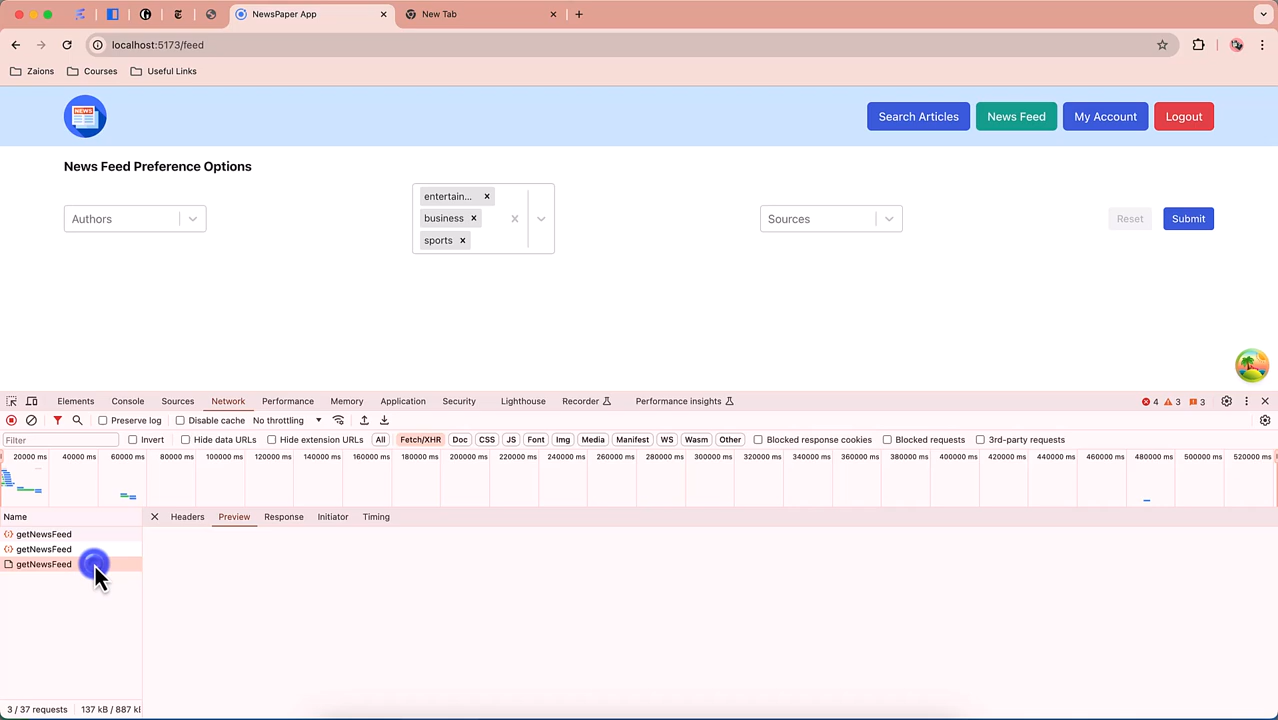 NewsPaper App
New Tab
localhost:5173/feed
Zaions Courses Useful Links
NEWS
Search Articles News Feed My Account Logout
News Feed Preference Options
Authors
entertain...
business
sports
Sources
Reset Submit
Elements Console Sources Network Performance Memory Application Security Lighthouse Recorder Performance insights 4 3 3
Preserve log Disable cache No throttling
Filter Invert Hide data URLs Hide extension URLs All Fetch/XHR Doc CSS JS Font Img Media Manifest WS Wasm Other Blocked response cookies Blocked requests 3rd-party requests
20000 ms 40000 ms 60000 ms 80000 ms 100000 ms 120000 ms 140000 ms 160000 ms 180000 ms 200000 ms 220000 ms 240000 ms 260000 ms 280000 ms 300000 ms 320000 ms 340000 ms 360000 ms 380000 ms 400000 ms 420000 ms 440000 ms 460000 ms 480000 ms 500000 ms 520000 ms
Name Headers Preview Response Initiator Timing
getNewsFeed
getNewsFeed
getNewsFeed
3 / 37 requests 137 kB / 887 k